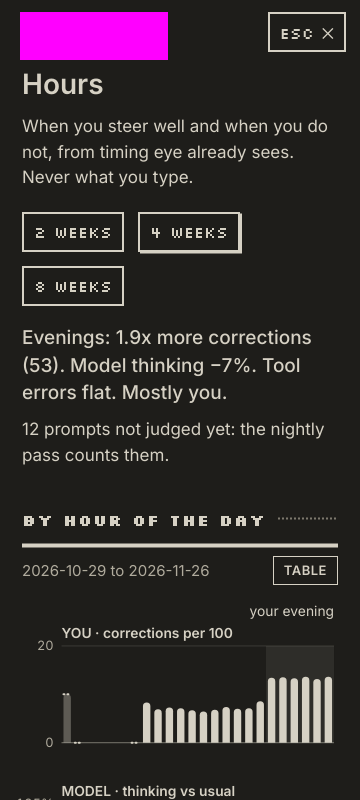 ESC ×
Hours
When you steer well and when you do
not, from timing eye already sees.
Never what you type.
2 WEEKS
4 WEEKS
8 WEEKS
Evenings: 1.9x more corrections
(53). Model thinking −7%. Tool
errors flat. Mostly you.
12 prompts not judged yet: the nightly
pass counts them.
BY HOUR OF THE DAY
2026-10-29 to 2026-11-26
TABLE
your evening
YOU · corrections per 100
20
0
MODEL · thinking vs usual